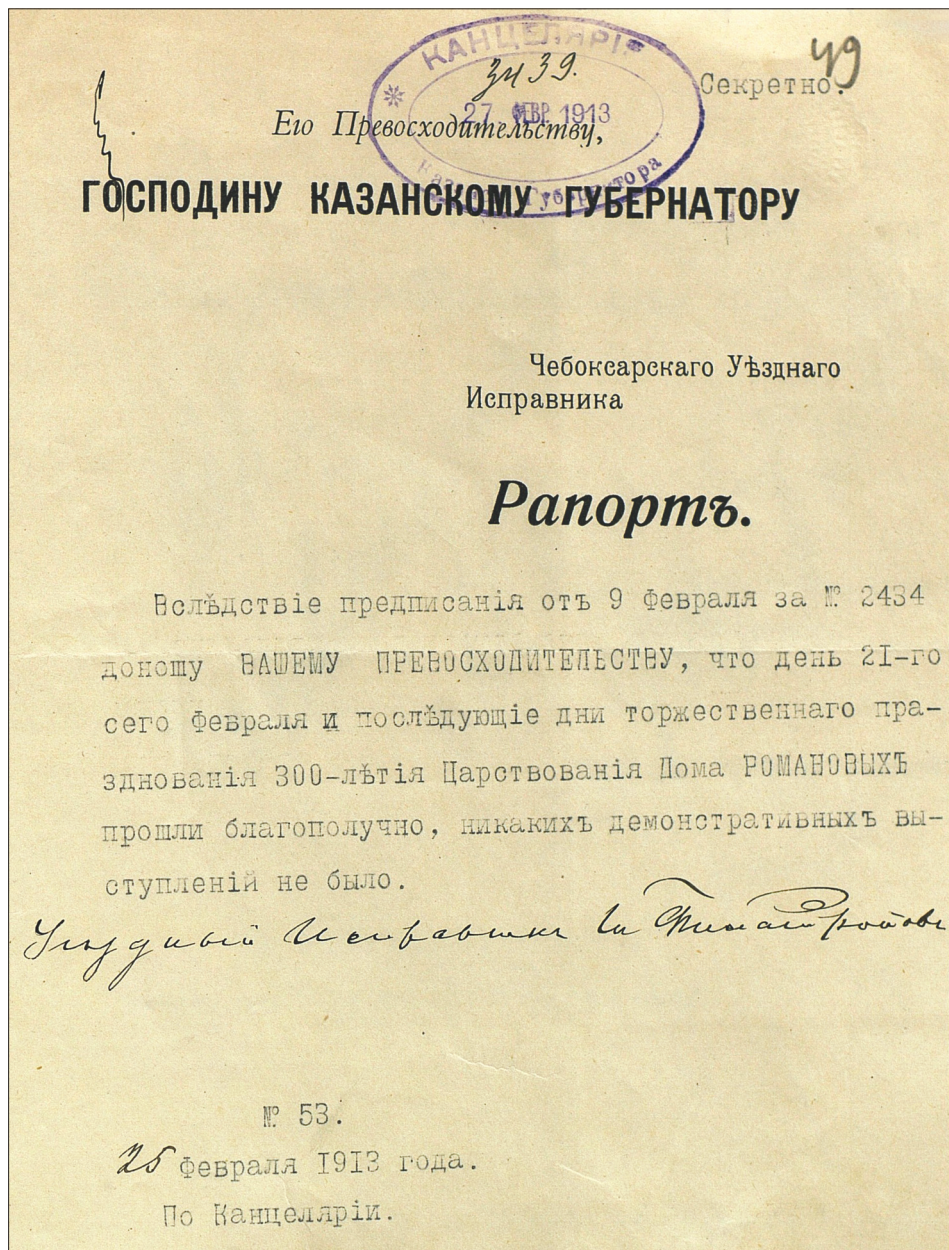 КАНЦЕЛЯРІЯ
49
3439.
Секретно.
27 ФЕВР. 1913
Его Превосходительству,
Казанскаго Губернатора
ГОСПОДИНУ КАЗАНСКОМУ ГУБЕРНАТОРУ
Чебоксарскаго Уѣзднаго
Исправника
Рапортъ.
Вслѣдствіе предписанія отъ 9 Февраля за № 2434
доношу ВАШЕМУ ПРЕВОСХОДИТЕЛЬСТВУ, что день 21-го
сего Февраля и послѣдующіе дни торжественнаго пра-
зднованія 300-лѣтія Царствованія Дома РОМАНОВЫХЪ
прошли благополучно, никакихъ демонстративныхъ вы-
ступленій не было.
Уѣздный Исправникъ
№ 53.
25 Февраля 1913 года.
По Канцеляріи.